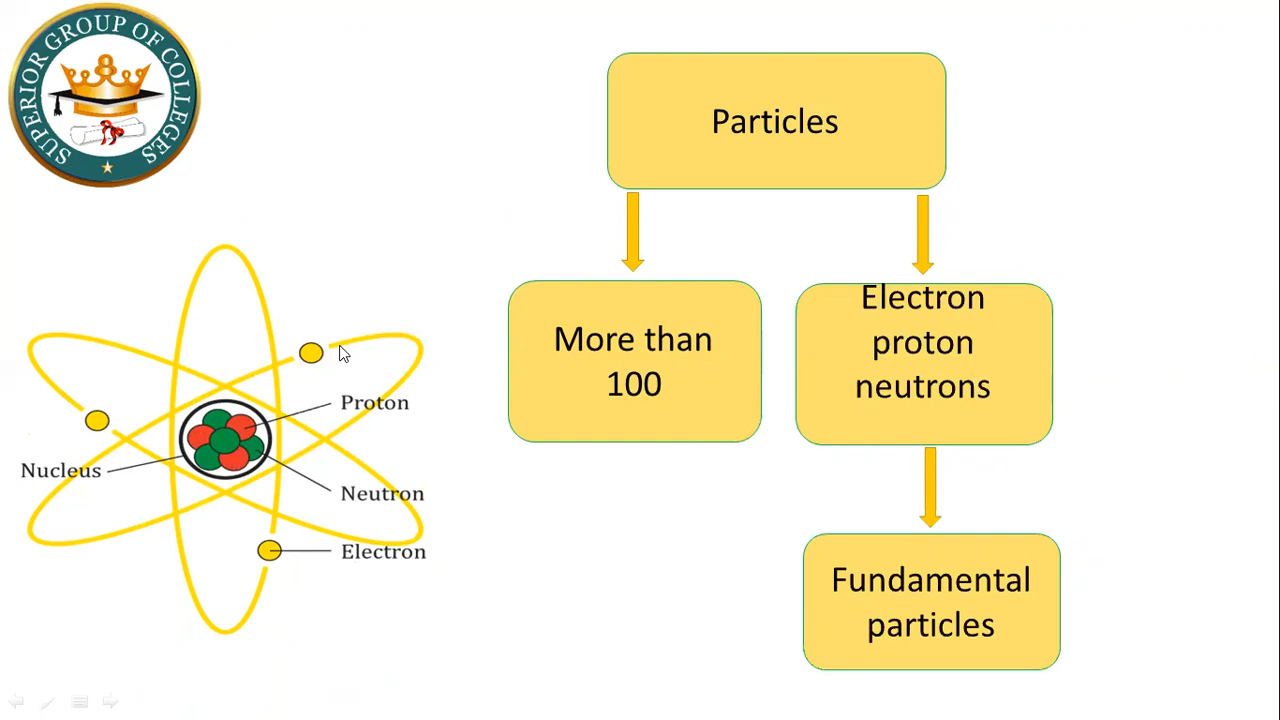 SUPERIOR GROUP OF COLLEGES
Particles
More than
100
Electron
proton
neutrons
Fundamental
particles
Proton
Nucleus
Neutron
Electron